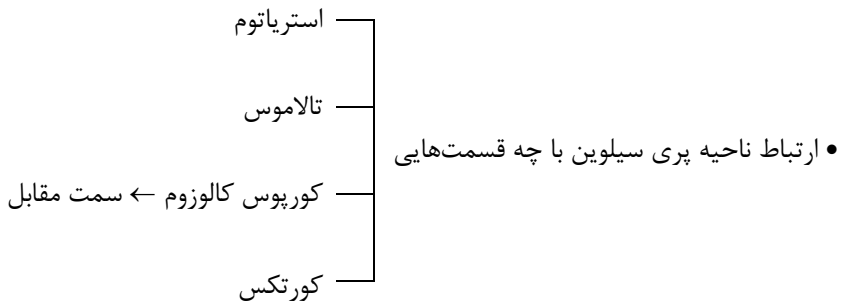 • ارتباط ناحیه پری سیلوین با چه قسمت‌هایی
استریاتوم
تالاموس
کورپوس کالوزوم ← سمت مقابل
کورتکس